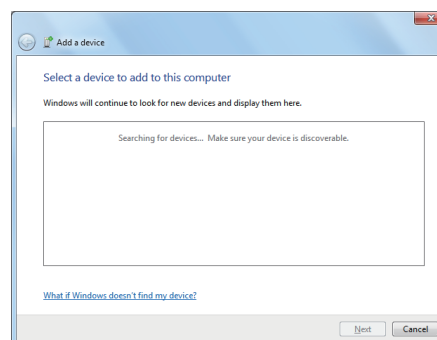 Add a device
Select a device to add to this computer
Windows will continue to look for new devices and display them here.
Searching for devices... Make sure your device is discoverable.
What if Windows doesn't find my device?
Next Cancel